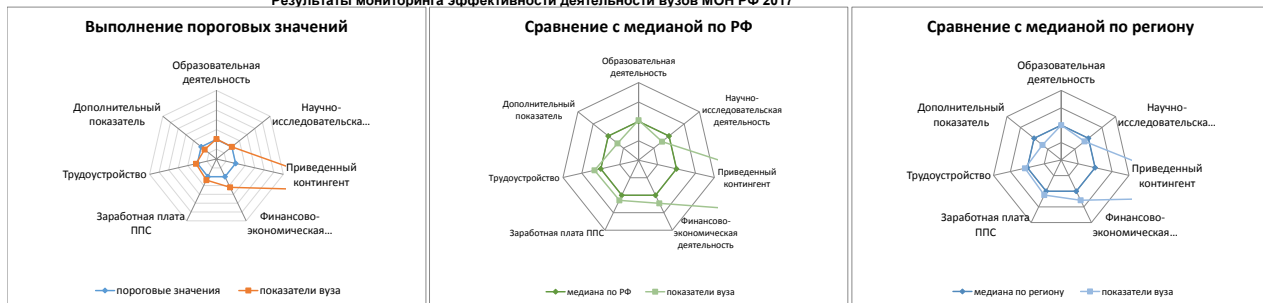 Результаты мониторинга эффективности деятельности вузов МОН РФ 2017
Выполнение пороговых значений
Образовательная
деятельность
Научно-
исследовательска…
Приведенный
контингент
Финансово-
экономическая…
Заработная плата
ППС
Трудоустройство
Дополнительный
показатель
пороговые значения
показатели вуза
Сравнение с медианой по РФ
Образовательная
деятельность
Научно-
исследовательская
деятельность
Приведенный
контингент
Финансово-
экономическая
деятельность
Заработная плата ППС
Трудоустройство
Дополнительный
показатель
медиана по РФ
показатели вуза
Сравнение с медианой по региону
Образовательная
деятельность
Научно-
исследовательска…
Приведенный
контингент
Финансово-
экономическая…
Заработная плата
ППС
Трудоустройство
Дополнительный
показатель
медиана по региону
показатели вуза